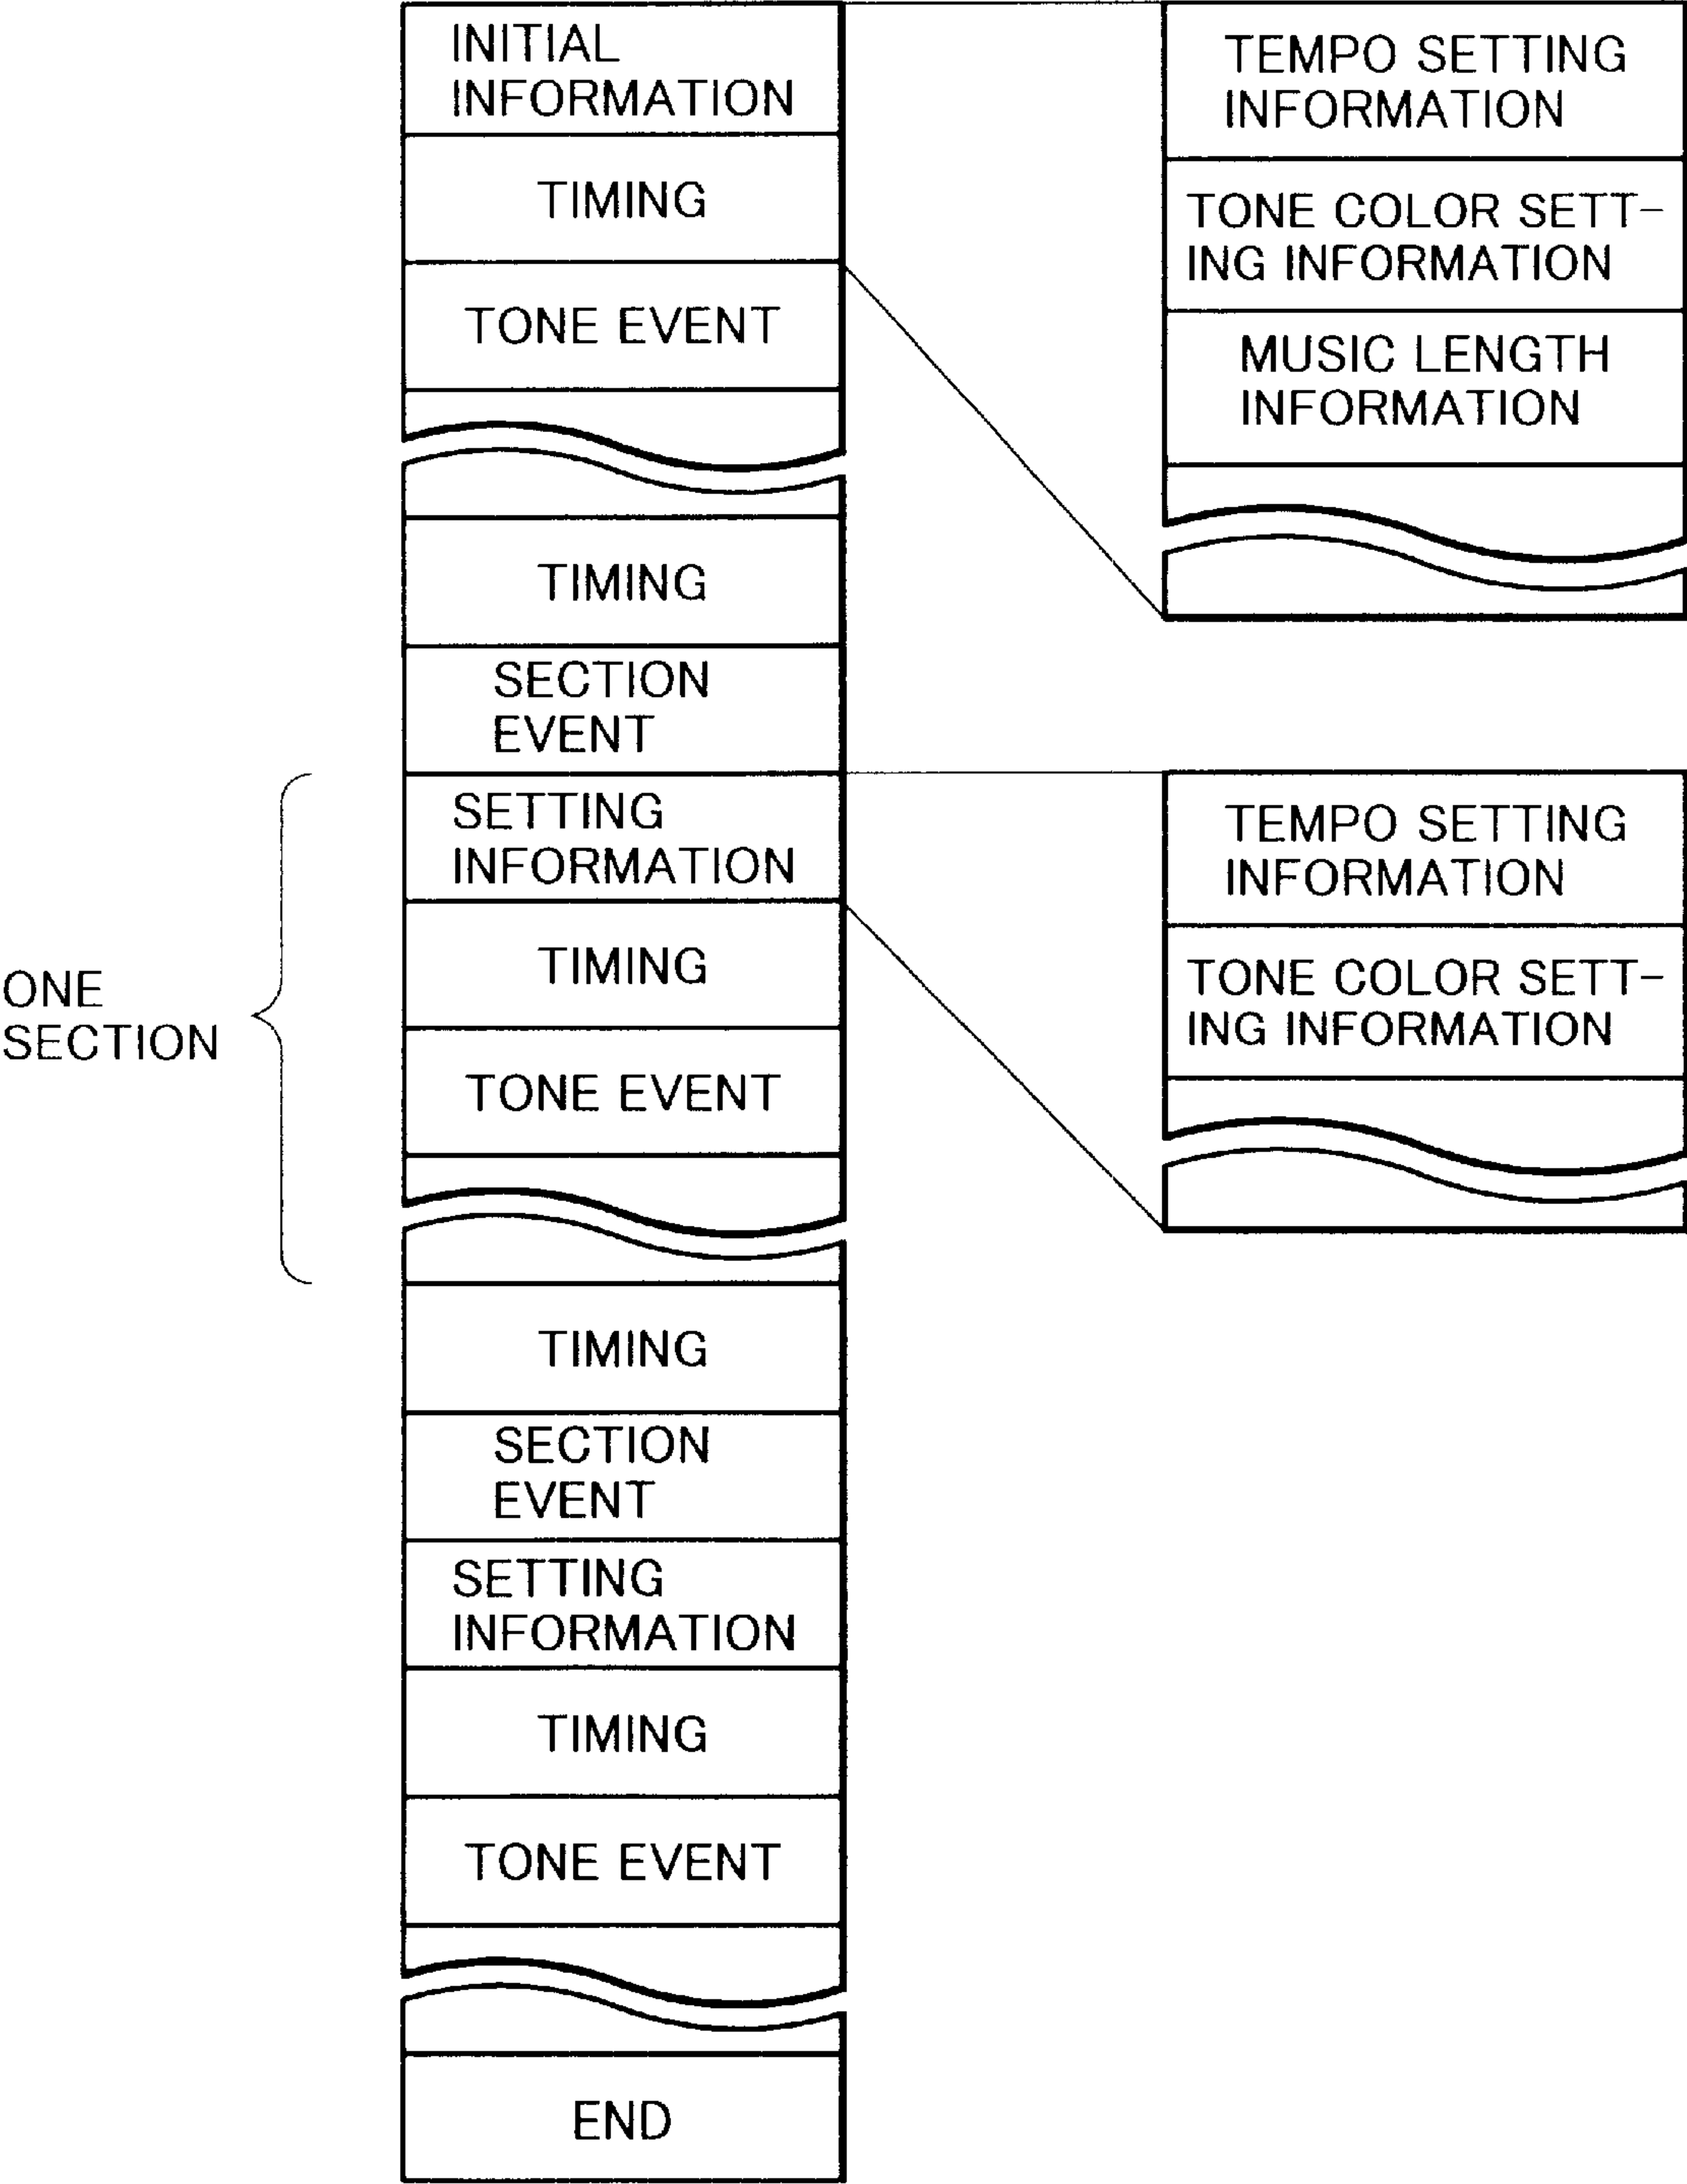 INITIAL
INFORMATION
TIMING
TONE EVENT
TIMING
SECTION
EVENT
SETTING
INFORMATION
TIMING
TONE EVENT
TIMING
SECTION
EVENT
SETTING
INFORMATION
TIMING
TONE EVENT
END
ONE
SECTION
TEMPO SETTING
INFORMATION
TONE COLOR SETT-
ING INFORMATION
MUSIC LENGTH
INFORMATION
TEMPO SETTING
INFORMATION
TONE COLOR SETT-
ING INFORMATION